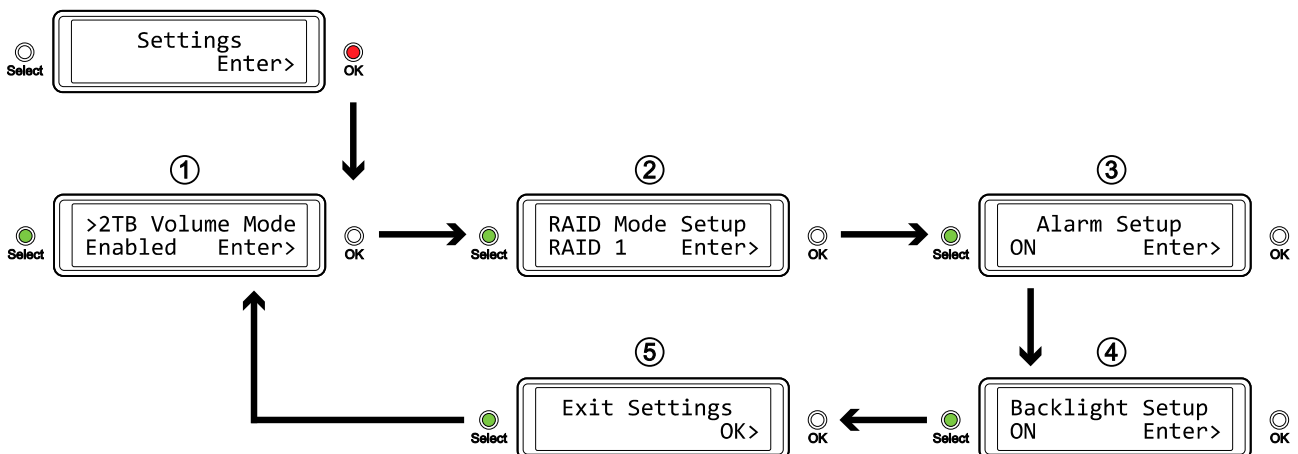 Settings
Enter>
Select
OK
①
>2TB Volume Mode
Enabled Enter>
Select
OK
②
RAID Mode Setup
RAID 1 Enter>
Select
OK
③
Alarm Setup
ON Enter>
Select
OK
④
Backlight Setup
ON Enter>
Select
OK
⑤
Exit Settings
OK>
Select
OK